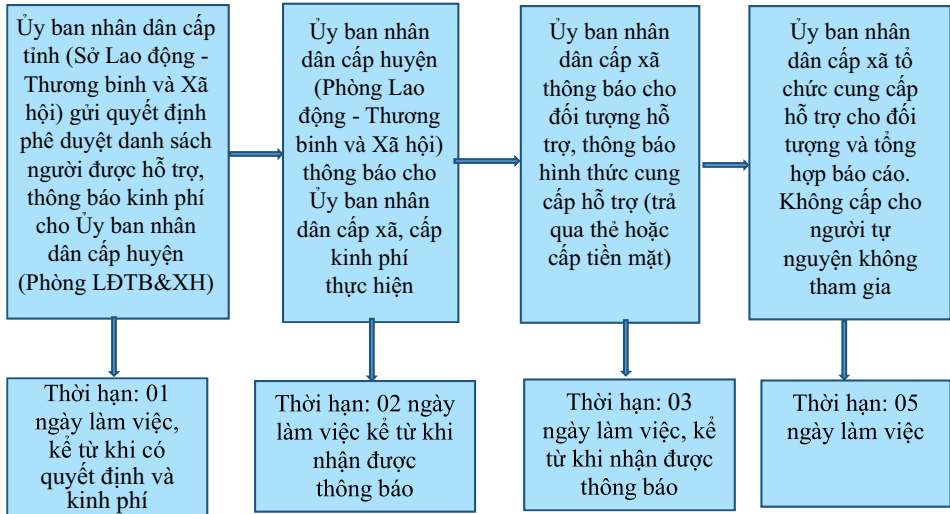 Ủy ban nhân dân cấp
tỉnh (Sở Lao động -
Thương binh và Xã
hội) gửi quyết định
phê duyệt danh sách
người được hỗ trợ,
thông báo kinh phí
cho Ủy ban nhân
dân cấp huyện
(Phòng LĐTB&XH)
Ủy ban nhân
dân cấp huyện
(Phòng Lao
động - Thương
binh và Xã hội)
thông báo cho
Ủy ban nhân
dân cấp xã, cấp
kinh phí
thực hiện
Ủy ban nhân
dân cấp xã
thông báo cho
đối tượng hỗ
trợ, thông báo
hình thức cung
cấp hỗ trợ (trả
qua thẻ hoặc
cấp tiền mặt)
Ủy ban nhân
dân cấp xã tổ
chức cung cấp
hỗ trợ cho đối
tượng và tổng
hợp báo cáo.
Không cấp cho
người tự
nguyện không
tham gia
Thời hạn: 01
ngày làm việc,
kể từ khi có
quyết định và
kinh phí
Thời hạn: 02 ngày
làm việc kể từ khi
nhận được
thông báo
Thời hạn: 03
ngày làm việc, kể
từ khi nhận được
thông báo
Thời hạn: 05
ngày làm việc